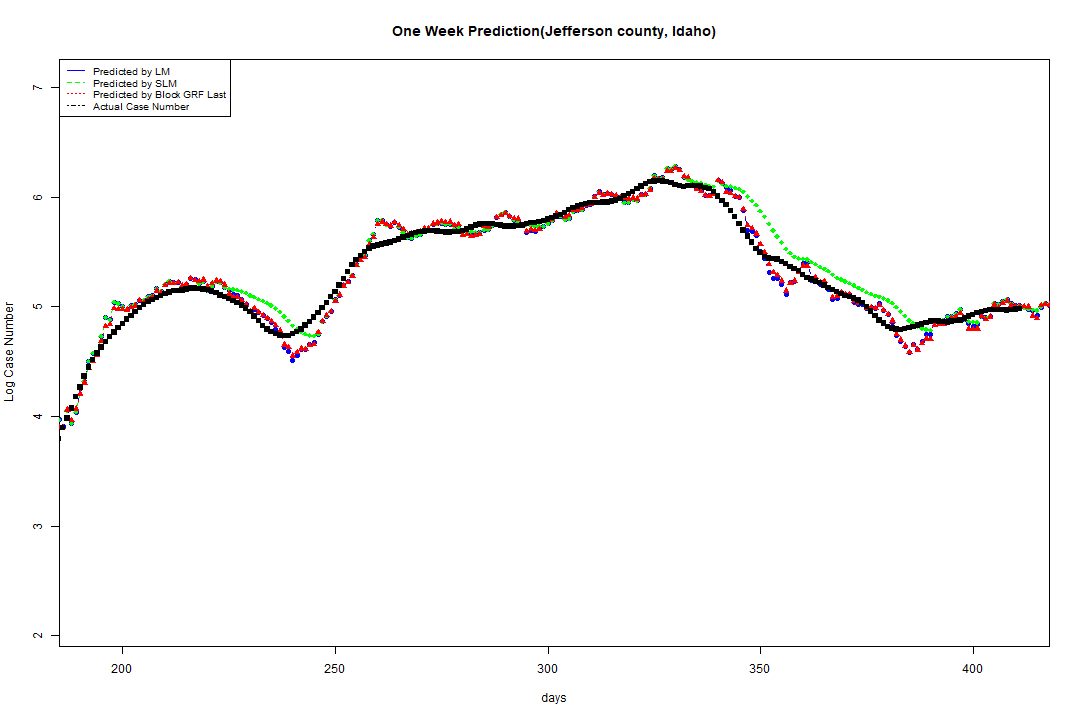 One Week Prediction(Jefferson county, Idaho)
Predicted by LM
Predicted by SLM
Predicted by Block GRF Last
Actual Case Number
7
6
5
4
3
2
Log Case Number
200 250 300 350 400
days